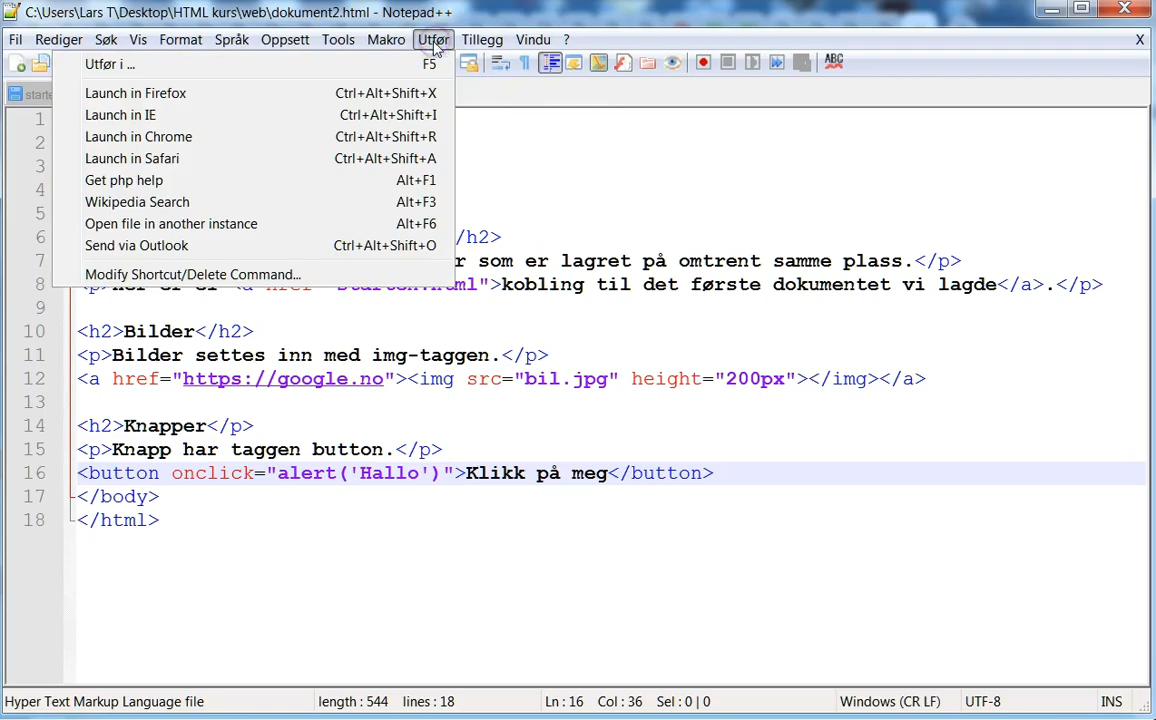 C:\Users\Lars T\Desktop\HTML kurs\web\dokument2.html - Notepad++
Fil Rediger Søk Vis Format Språk Oppsett Tools Makro Utfør Tillegg Vindu ? X
Utfør i ... F5
ABC
Launch in Firefox Ctrl+Alt+Shift+X
Launch in IE Ctrl+Alt+Shift+I
Launch in Chrome Ctrl+Alt+Shift+R
Launch in Safari Ctrl+Alt+Shift+A
Get php help Alt+F1
Wikipedia Search Alt+F3
Open file in another instance Alt+F6
Send via Outlook Ctrl+Alt+Shift+O
Modify Shortcut/Delete Command...
1
2
3
4
5
6 /h2>
7 r som er lagret på omtrent samme plass.</p>
8 ">kobling til det første dokumentet vi lagde</a>.</p>
9
10 <h2>Bilder</h2>
11 <p>Bilder settes inn med img-taggen.</p>
12 <a href="https://google.no"><img src="bil.jpg" height="200px"></img></a>
13
14 <h2>Knapper</p>
15 <p>Knapp har taggen button.</p>
16 <button onclick="alert('Hallo')">Klikk på meg</button>
17 </body>
18 </html>
Hyper Text Markup Language file length : 544 lines : 18 Ln : 16 Col : 36 Sel : 0 | 0 Windows (CR LF) UTF-8 INS